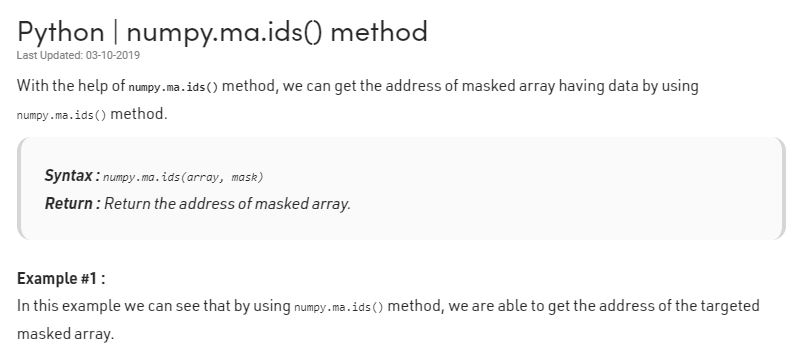 Python | numpy.ma.ids() method
Last Updated: 03-10-2019
With the help of numpy.ma.ids() method, we can get the address of masked array having data by using
numpy.ma.ids() method.
Syntax : numpy.ma.ids(array, mask)
Return : Return the address of masked array.
Example #1 :
In this example we can see that by using numpy.ma.ids() method, we are able to get the address of the targeted
masked array.